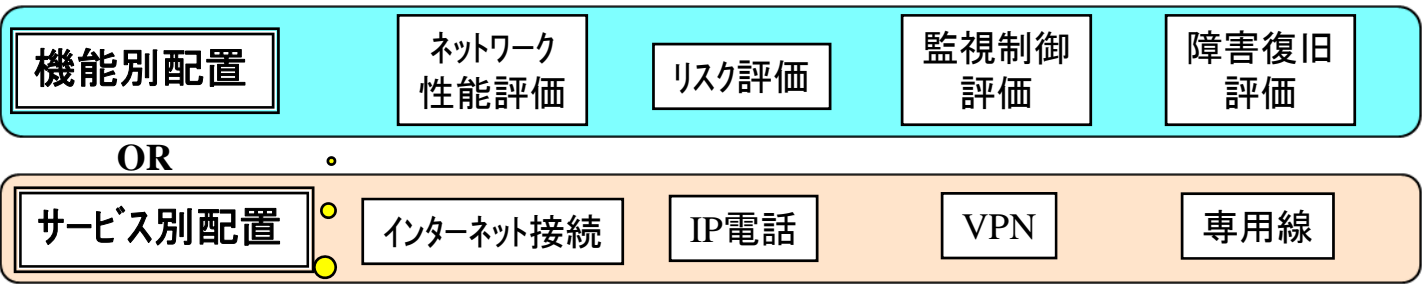 機能別配置
ネットワーク
性能評価
リスク評価
監視制御
評価
障害復旧
評価
OR
サービス別配置
インターネット接続
IP電話
VPN
専用線